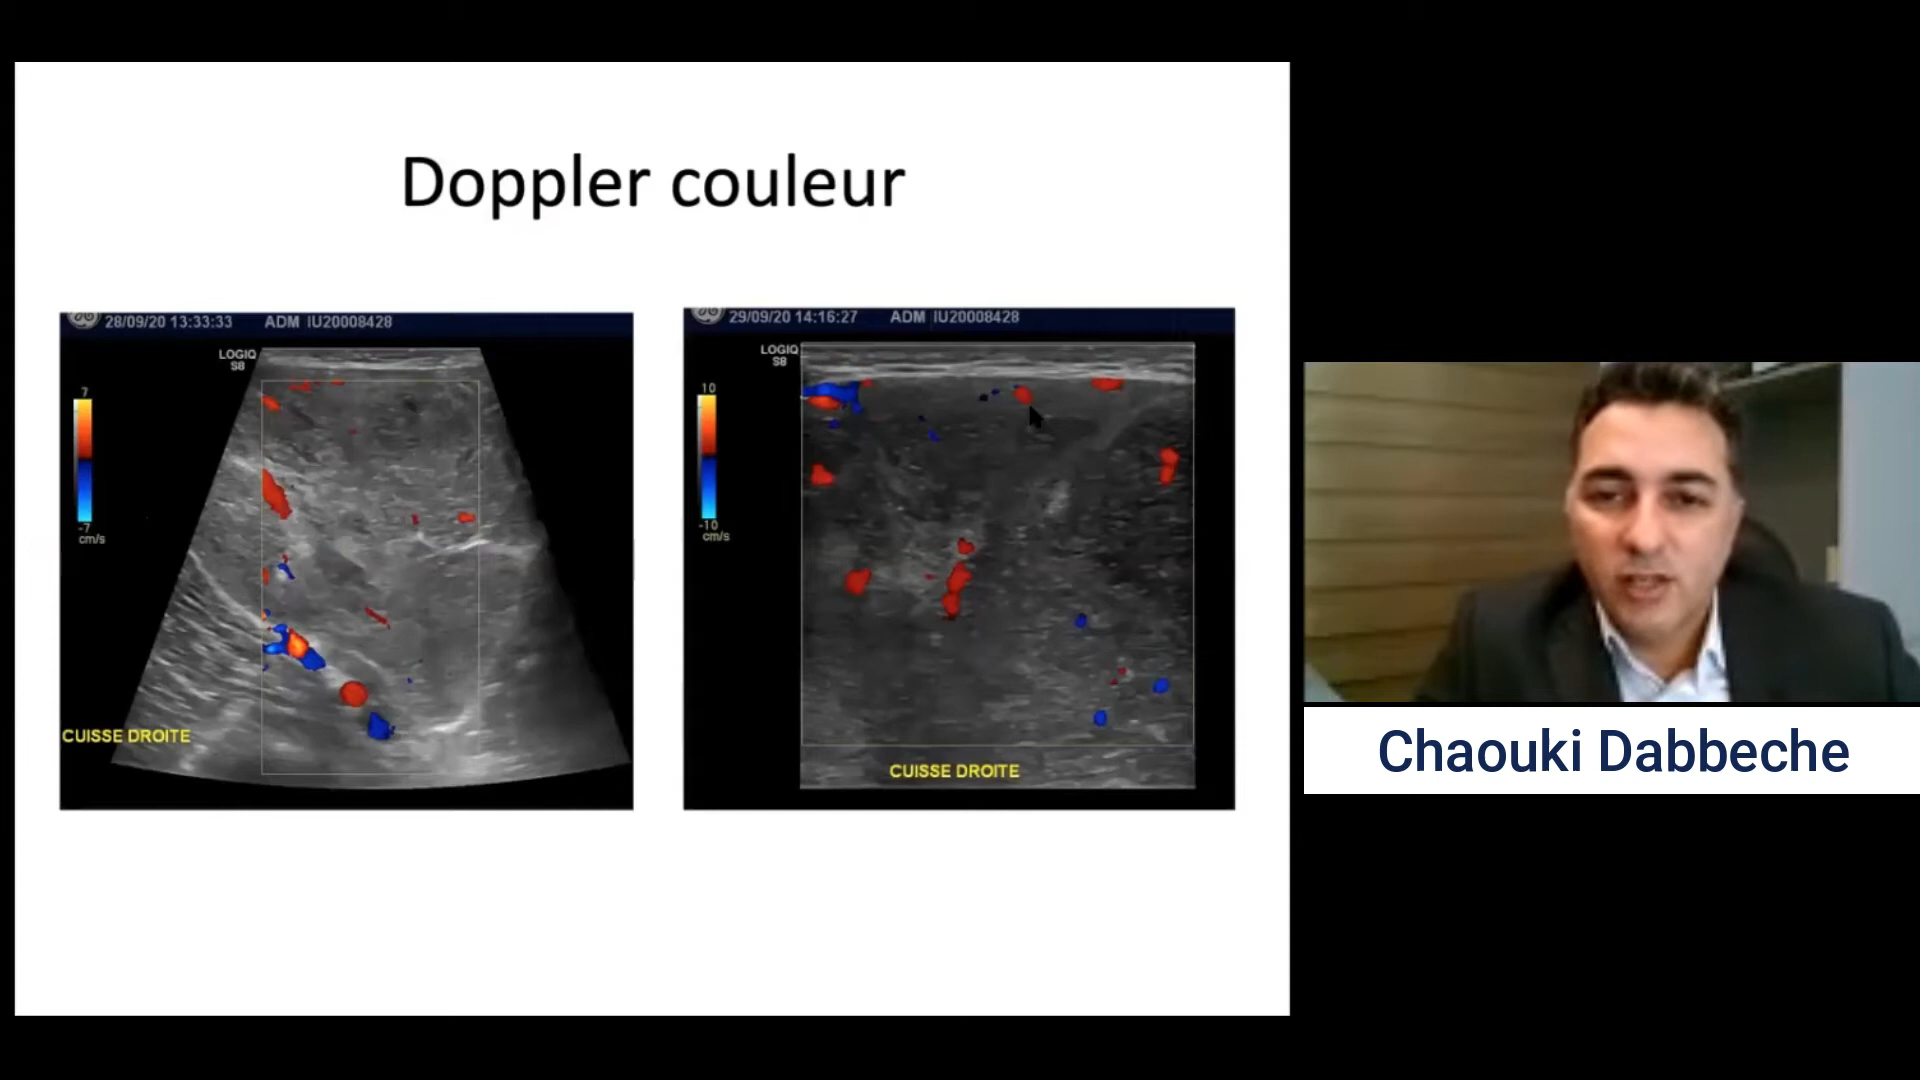 Doppler couleur
28/09/20 13:33:33 ADM IU20008428
LOGIQ
S8
7
-7
cm/s
CUISSE DROITE
29/09/20 14:16:27 ADM IU20008428
LOGIQ
S8
10
-10
cm/s
CUISSE DROITE
Chaouki Dabbeche